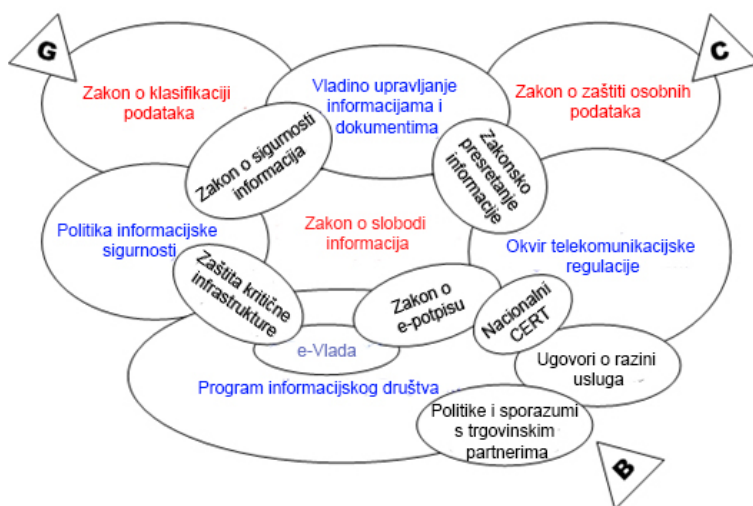 G
C
Zakon o klasifikaciji
podataka
Vladino upravljanje
informacijama i
dokumentima
Zakon o zaštiti osobnih
podataka
Zakon o sigurnosti
informacija
Zakonsko
presretanje
informacije
Politika informacijske
sigurnosti
Zakon o slobodi
informacija
Okvir telekomunikacijske
regulacije
Zaštita kritične
infrastrukture
Zakon o
e-potpisu
Nacionalni
CERT
e-Vlada
Ugovori o razini
usluga
Program informacijskog društva
Politike i sporazumi
s trgovinskim
partnerima
B